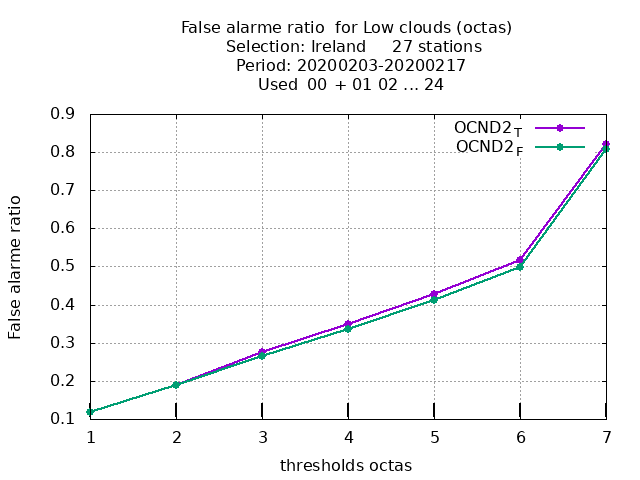 False alarme ratio  for Low clouds (octas)
Selection: Ireland     27 stations
Period: 20200203-20200217
Used  00  + 01 02 ... 24
OCND2_T
OCND2_F
0.9
0.8
0.7
0.6
0.5
0.4
0.3
0.2
0.1
False alarme ratio
1 2 3 4 5 6 7
thresholds octas